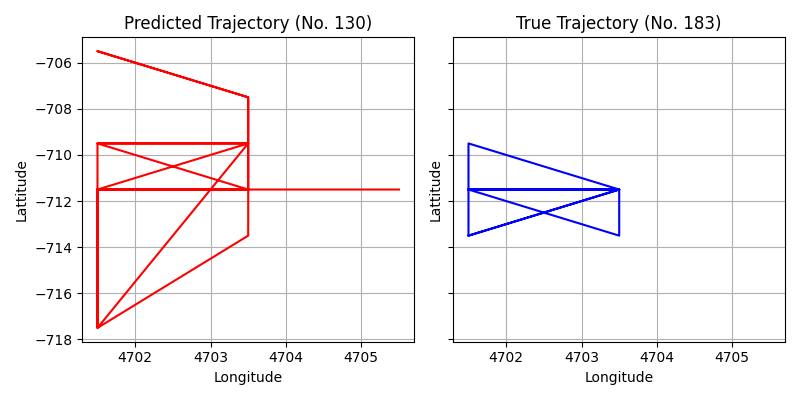 Predicted Trajectory (No. 130)
True Trajectory (No. 183)
−706
−708
−710
−712
−714
−716
−718
Lattitude
Lattitude
4702
4703
4704
4705
4702
4703
4704
4705
Longitude
Longitude